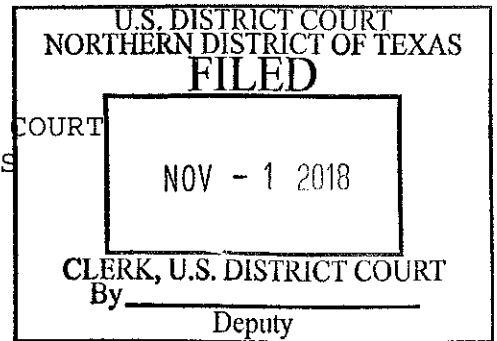 U.S. DISTRICT COURT
NORTHERN DISTRICT OF TEXAS
FILED
COURT
S
NOV - 1 2018
CLERK, U.S. DISTRICT COURT
By
Deputy